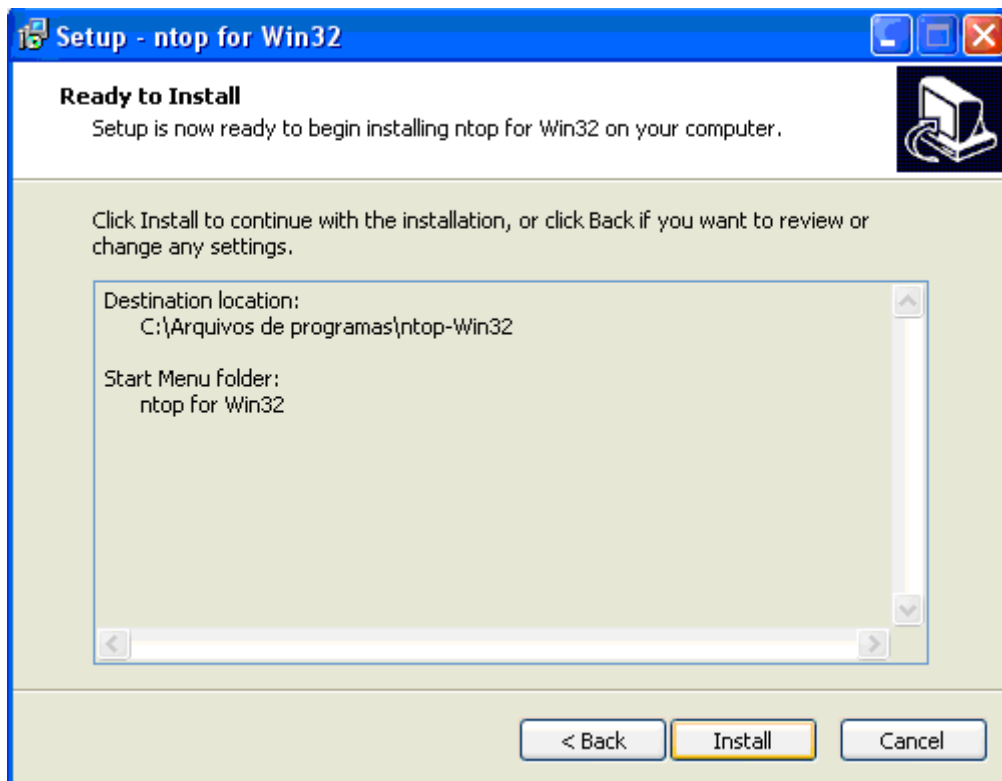 Setup - ntop for Win32
Ready to Install
Setup is now ready to begin installing ntop for Win32 on your computer.
Click Install to continue with the installation, or click Back if you want to review or
change any settings.
Destination location:
C:\Arquivos de programas\ntop-Win32
Start Menu folder:
ntop for Win32
< Back
Install
Cancel